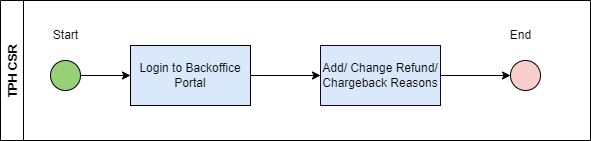 TPH CSR
Start
End
Login to Backoffice
Portal
Add/ Change Refund/
Chargeback Reasons